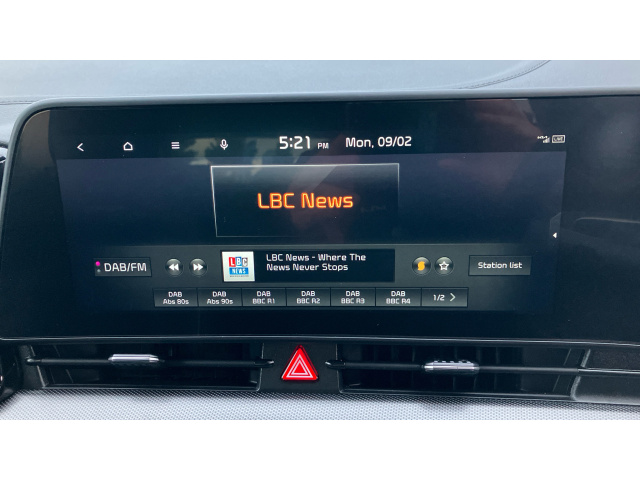 5:21 PM Mon, 09/02
LIVE
LBC News
DAB/FM
LBC
NEWS
LBC News - Where The
News Never Stops
Station list
DAB
Abs 80s
DAB
Abs 90s
DAB
BBC R1
DAB
BBC R2
DAB
BBC R3
DAB
BBC R4
1/2